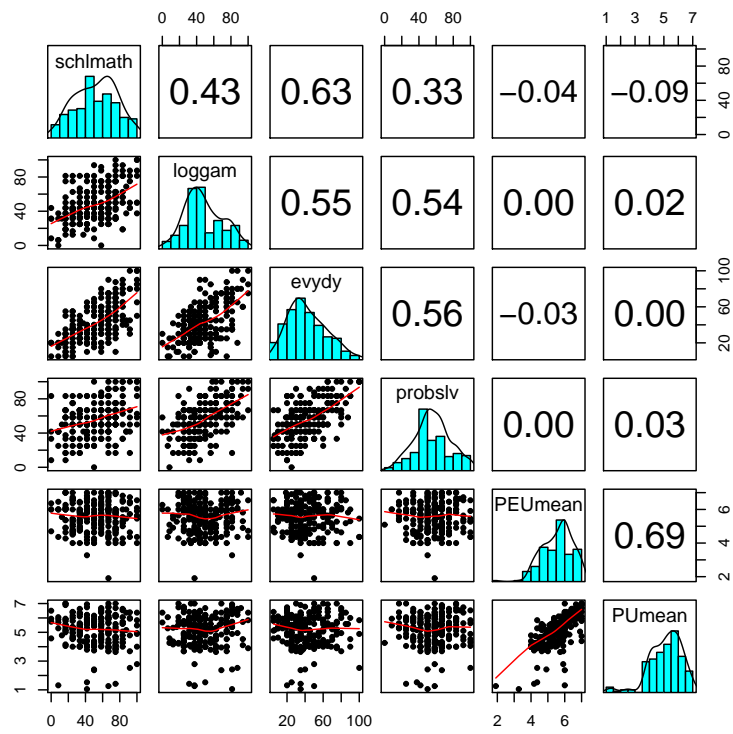 0 40 80 0 40 80 1 3 5 7
schlmath 0.43 0.63 0.33 −0.04 −0.09 0 40 80
0 40 80 loggam 0.55 0.54 0.00 0.02
evydy 0.56 −0.03 0.00 20 60 100
0 40 80 probslv 0.00 0.03
PEUmean 0.69 2 4 6
1 3 5 7 PUmean
0 40 80 20 60 100 2 4 6